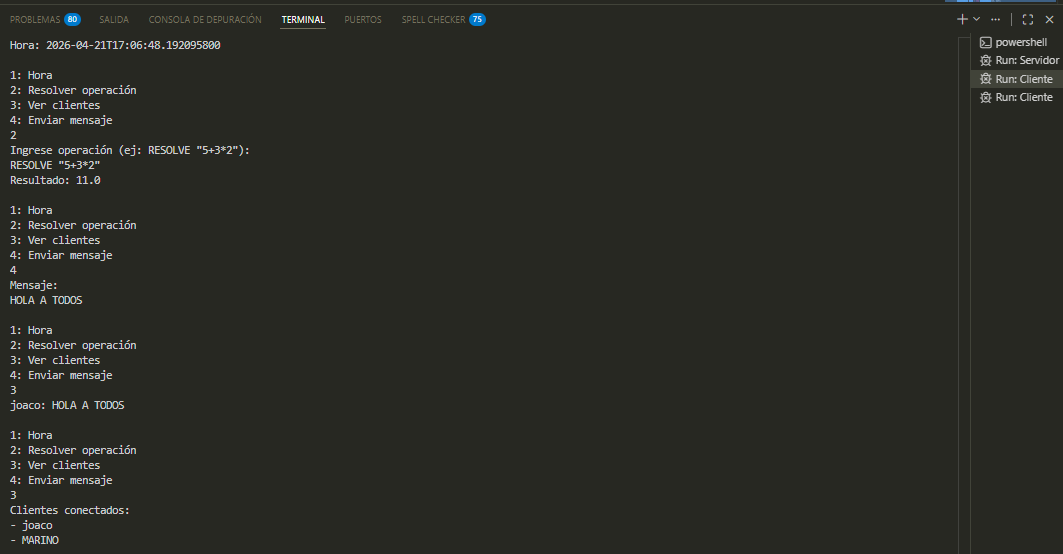 PROBLEMAS 80 SALIDA CONSOLA DE DEPURACIÓN TERMINAL PUERTOS SPELL CHECKER 75
Hora: 2026-04-21T17:06:48.192095800
1: Hora
2: Resolver operación
3: Ver clientes
4: Enviar mensaje
2
Ingrese operación (ej: RESOLVE "5+3*2"):
RESOLVE "5+3*2"
Resultado: 11.0
1: Hora
2: Resolver operación
3: Ver clientes
4: Enviar mensaje
4
Mensaje:
HOLA A TODOS
1: Hora
2: Resolver operación
3: Ver clientes
4: Enviar mensaje
3
joaco: HOLA A TODOS
1: Hora
2: Resolver operación
3: Ver clientes
4: Enviar mensaje
3
Clientes conectados:
- joaco
- MARINO
powershell
Run: Servidor
Run: Cliente
Run: Cliente